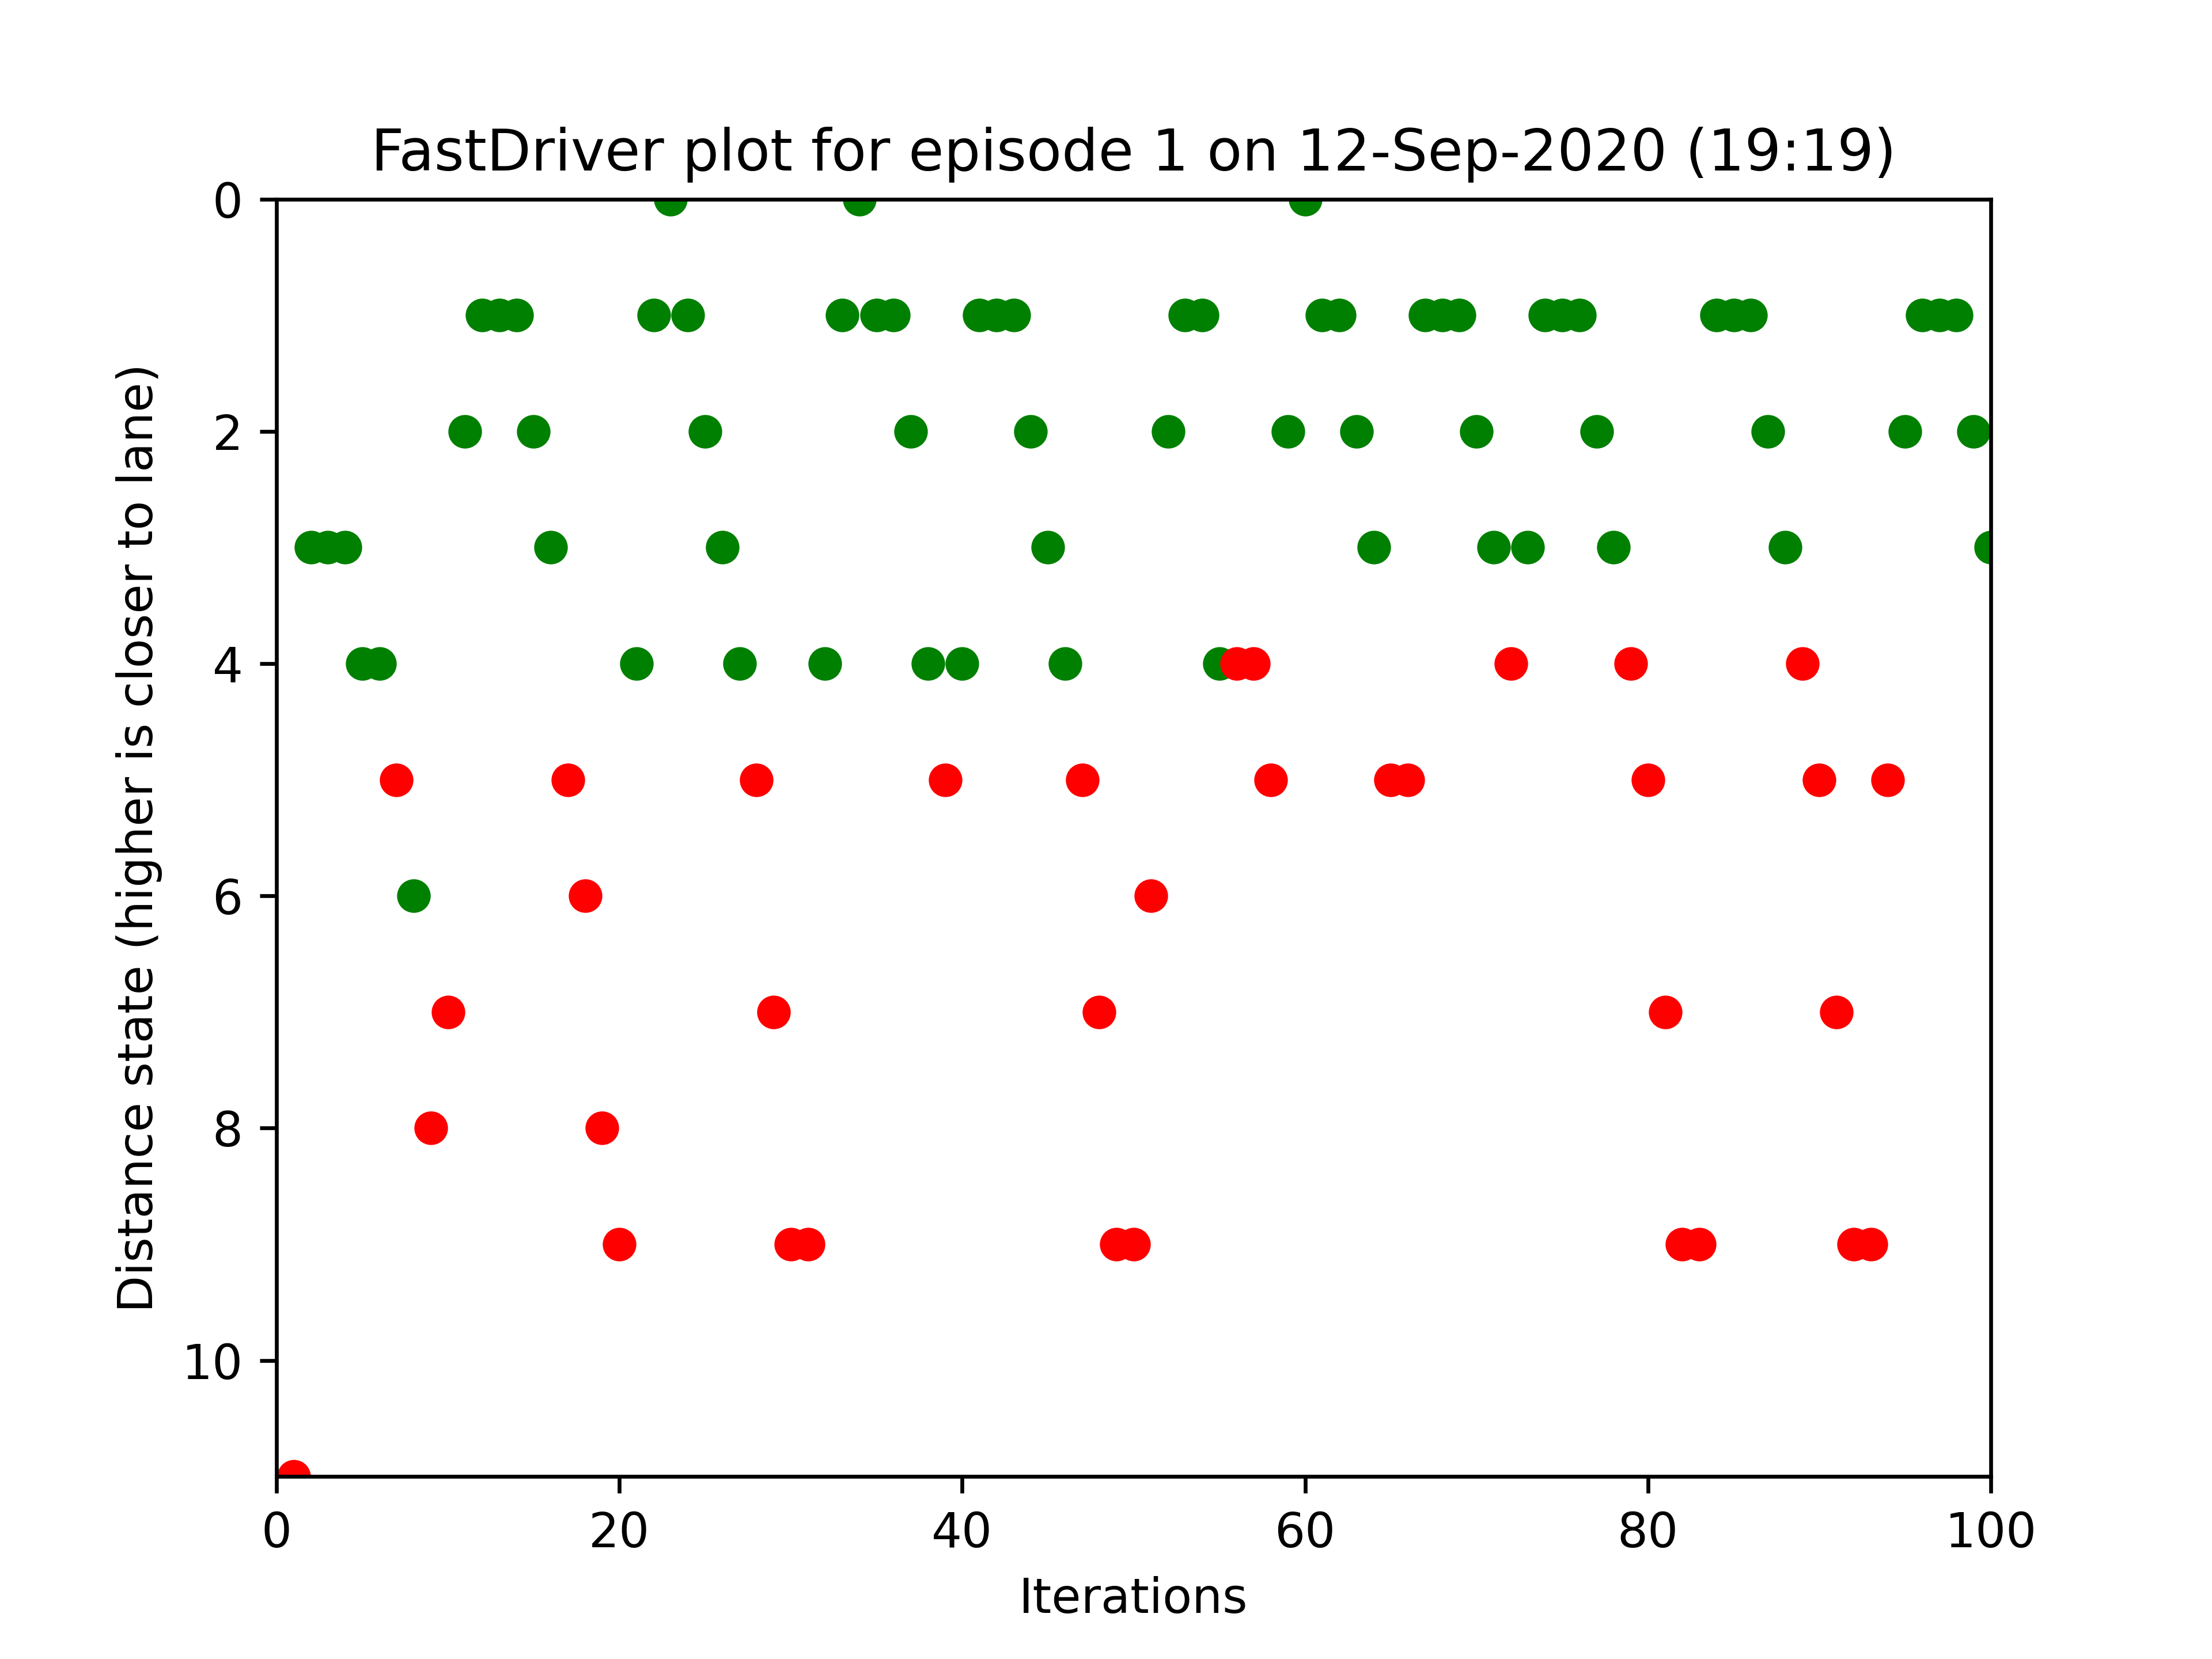 FastDriver plot for episode 1 on 12-Sep-2020 (19:19)
0
2
4
6
8
10
Distance state (higher is closer to lane)
0 20 40 60 80 100
Iterations